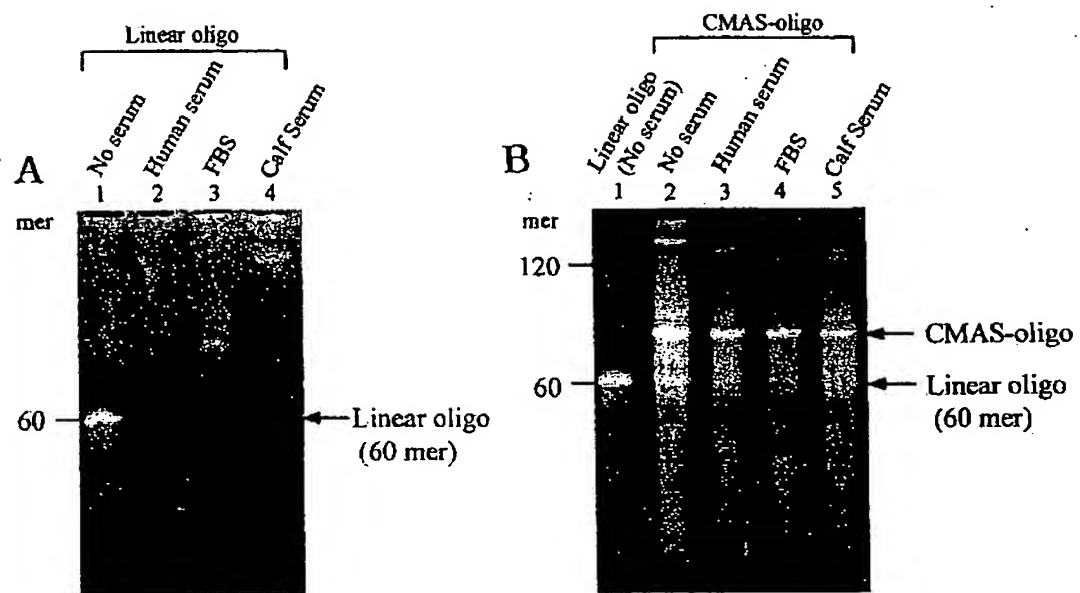 Linear oligo
No serum
Human serum
FBS
Calf Serum
A
1 2 3 4
mer
60
Linear oligo
(60 mer)
CMAS-oligo
Linear oligo
(No serum)
No serum
Human serum
FBS
Calf Serum
B
1 2 3 4 5
mer
120
60
CMAS-oligo
Linear oligo
(60 mer)